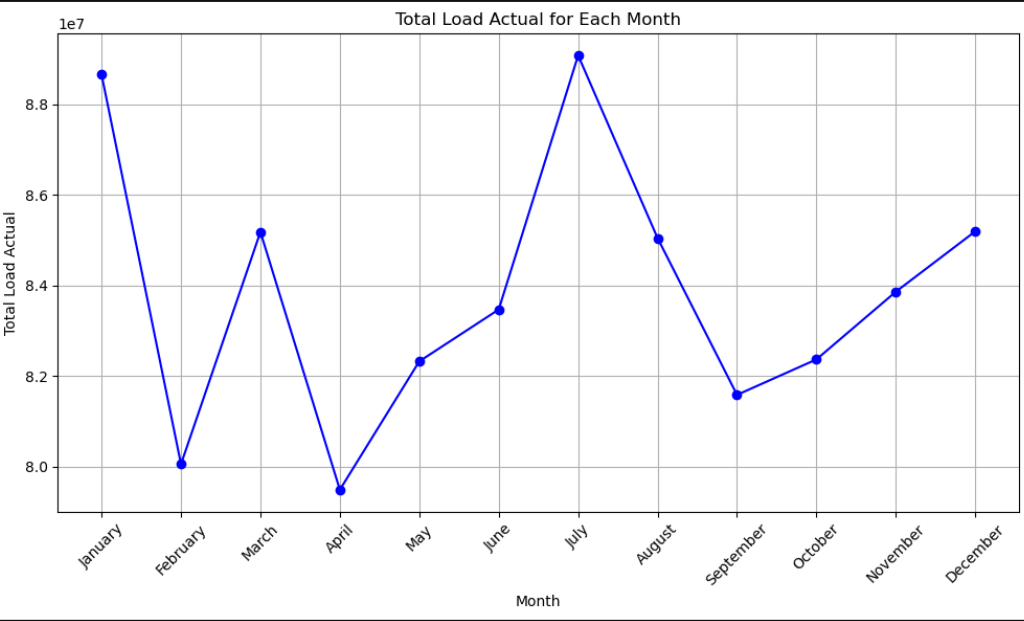 Total Load Actual for Each Month
1e7
8.8
8.6
8.4
8.2
8.0
Total Load Actual
January
February
March
April
May
June
July
August
September
October
November
December
Month